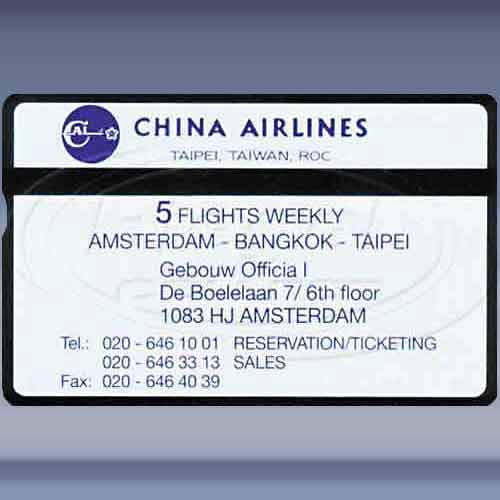 CAL
CHINA AIRLINES
TAIPEI, TAIWAN, ROC
5 FLIGHTS WEEKLY
AMSTERDAM - BANGKOK - TAIPEI
Gebouw Officia I
De Boelelaan 7/ 6th floor
1083 HJ AMSTERDAM
Tel.: 020 - 646 10 01 RESERVATION/TICKETING
020 - 646 33 13 SALES
Fax: 020 - 646 40 39